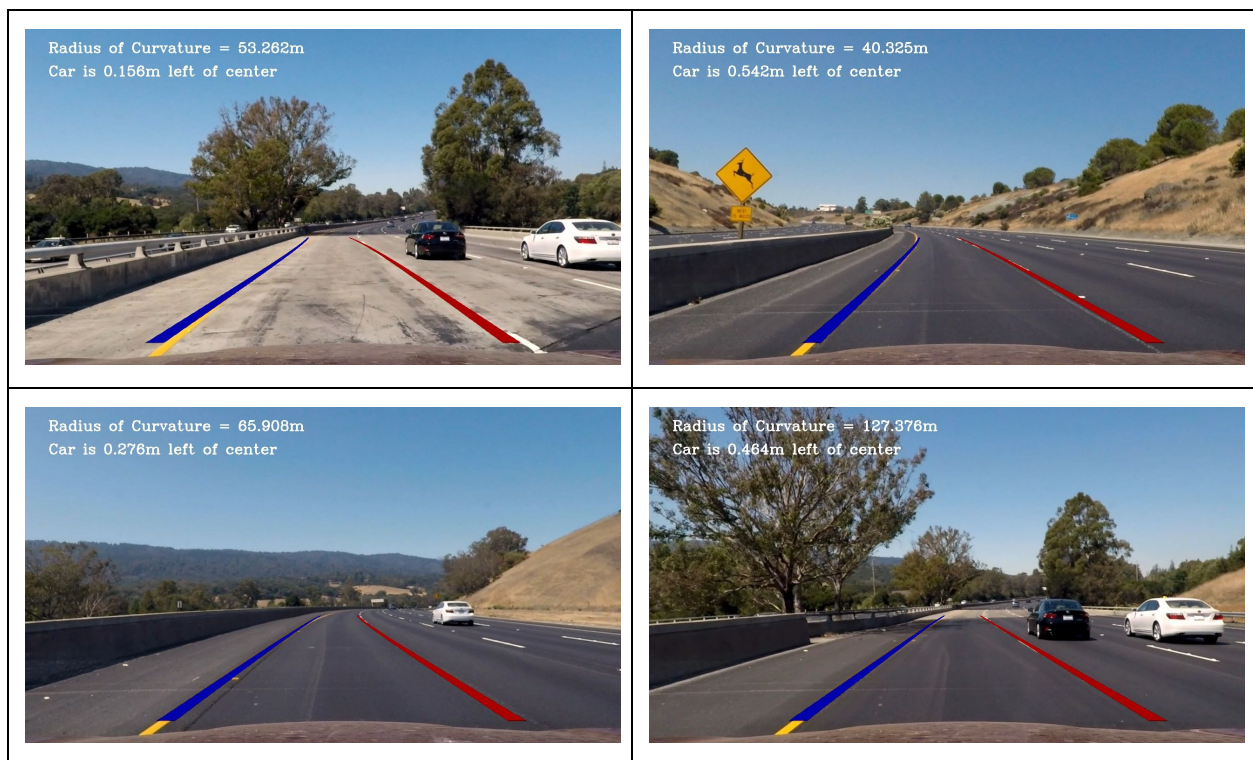 Radius of Curvature = 53.262m
Car is 0.156m left of center
Radius of Curvature = 40.325m
Car is 0.542m left of center
Radius of Curvature = 65.908m
Car is 0.276m left of center
Radius of Curvature = 127.376m
Car is 0.464m left of center